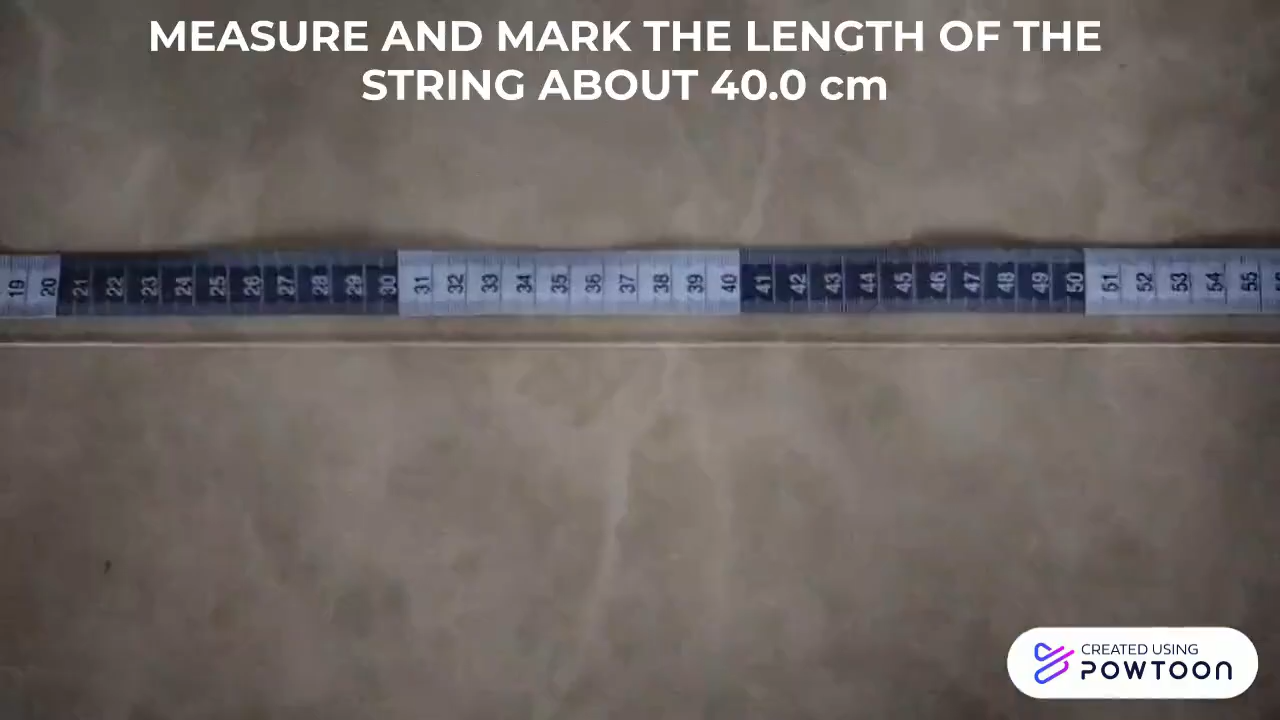 MEASURE AND MARK THE LENGTH OF THE
STRING ABOUT 40.0 cm
19 20 21 22 23 24 25 26 27 28 29 30 31 32 33 34 35 36 37 38 39 40 41 42 43 44 45 46 47 48 49 50 51 52 53 54 55
CREATED USING
POWTOON